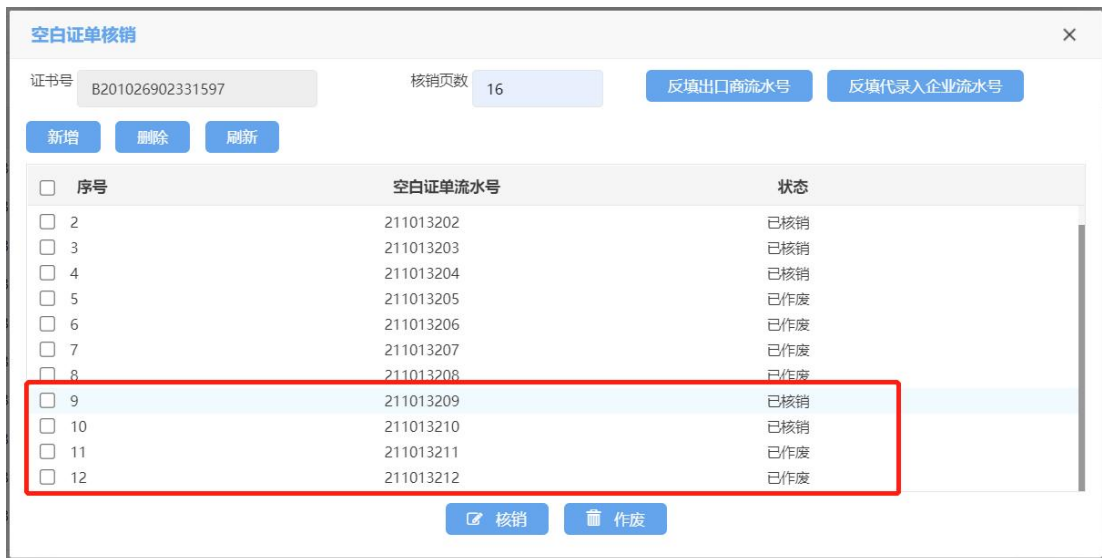 空白证单核销 ×
证书号 B201026902331597 核销页数 16 反填出口商流水号 反填代录入企业流水号
新增 删除 刷新
序号 空白证单流水号 状态
2 211013202 已核销
3 211013203 已核销
4 211013204 已核销
5 211013205 已作废
6 211013206 已作废
7 211013207 已作废
8 211013208 已作废
9 211013209 已核销
10 211013210 已核销
11 211013211 已作废
12 211013212 已作废
核销 作废